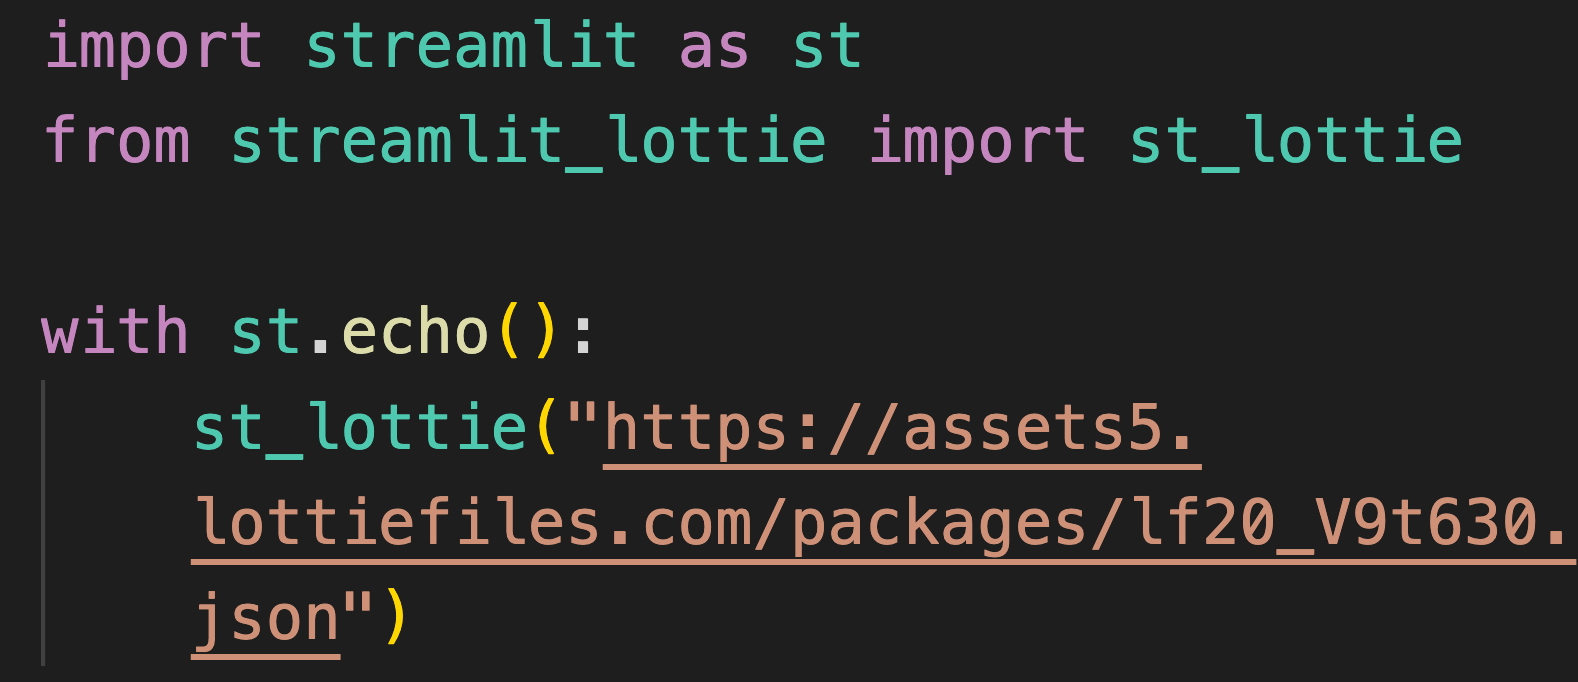 import streamlit as st
from streamlit_lottie import st_lottie
with st.echo():
st_lottie("https://assets5.
lottiefiles.com/packages/lf20_V9t630.
json")